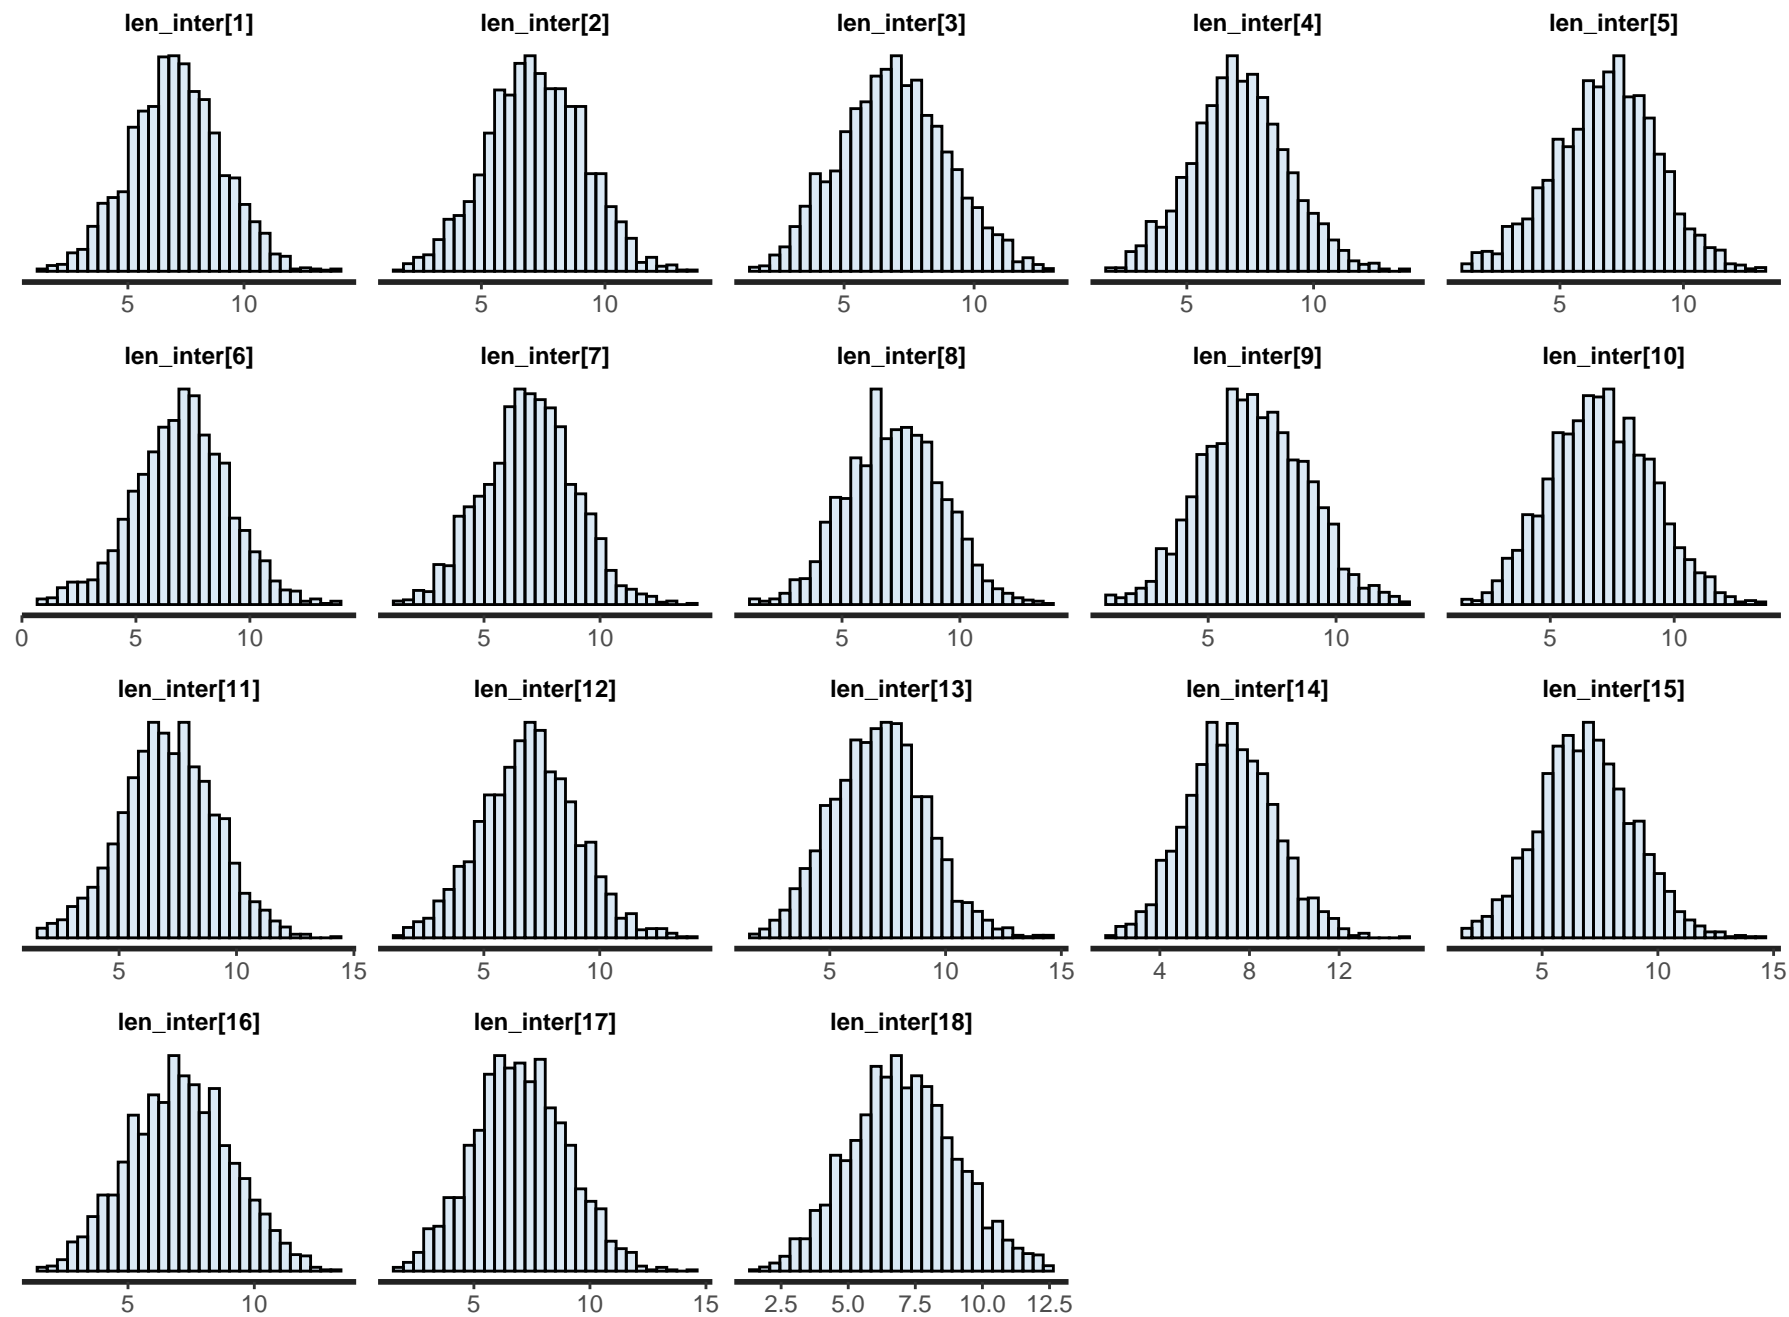 len_inter[1] len_inter[2] len_inter[3] len_inter[4] len_inter[5]
5 10 5 10 5 10 5 10 5 10
len_inter[6] len_inter[7] len_inter[8] len_inter[9] len_inter[10]
0 5 10 5 10 5 10 5 10 5 10
len_inter[11] len_inter[12] len_inter[13] len_inter[14] len_inter[15]
5 10 15 5 10 5 10 15 4 8 12 5 10 15
len_inter[16] len_inter[17] len_inter[18]
5 10 5 10 15 2.5 5.0 7.5 10.0 12.5